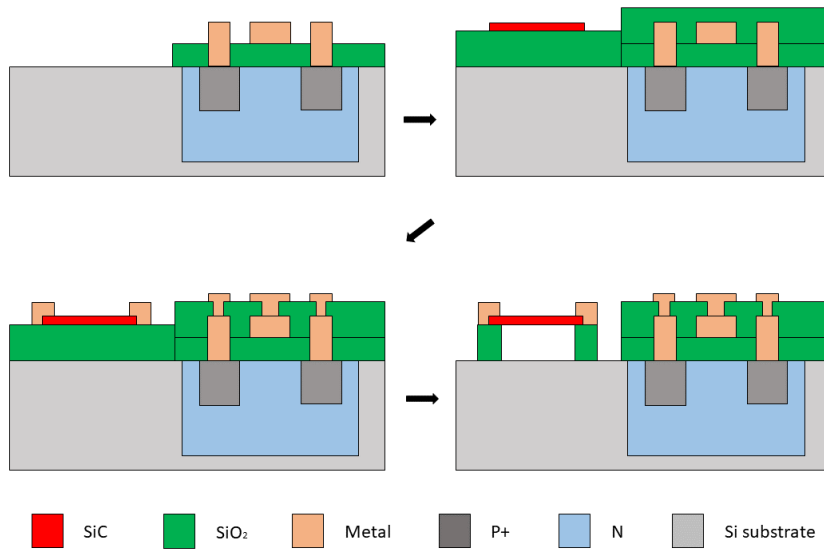 SiC
SiO₂
Metal
P+
N
Si substrate